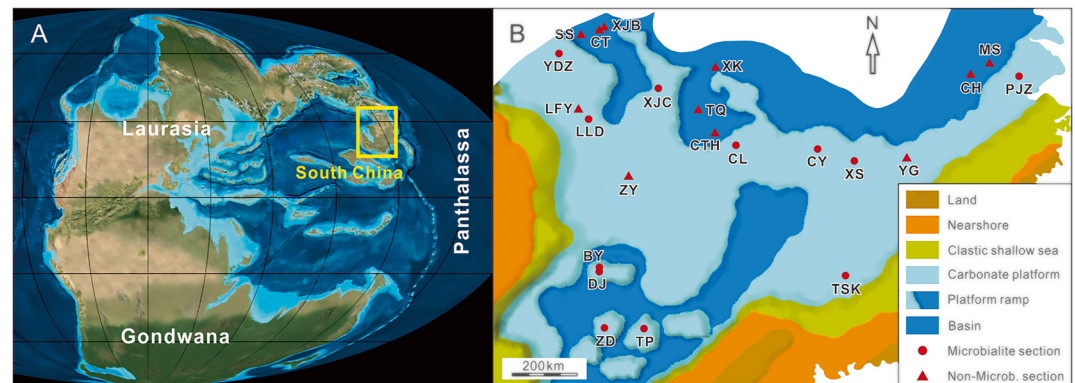 A
Laurasia
South China
Panthalassa
Gondwana
B
N
SS
XJB
CT
YDZ
XK
MS
CH
PJZ
XJC
LFY
LLD
TQ
CTH
CL
CY
XS
YG
ZY
BY
DJ
TSK
ZD
TP
200km
Land
Nearshore
Clastic shallow sea
Carbonate platform
Platform ramp
Basin
Microbialite section
Non-Microb. section